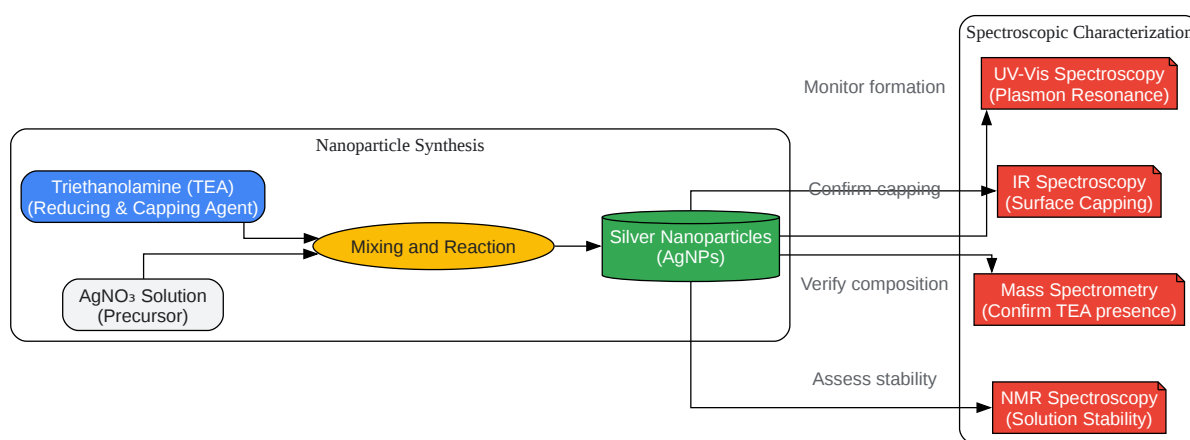 Spectroscopic Characterization
UV-Vis Spectroscopy
(Plasmon Resonance)
Monitor formation
Nanoparticle Synthesis
Triethanolamine (TEA)
(Reducing & Capping Agent)
Mixing and Reaction
AgNO₃ Solution
(Precursor)
Silver Nanoparticles
(AgNPs)
Confirm capping
IR Spectroscopy
(Surface Capping)
Verify composition
Mass Spectrometry
(Confirm TEA presence)
Assess stability
NMR Spectroscopy
(Solution Stability)